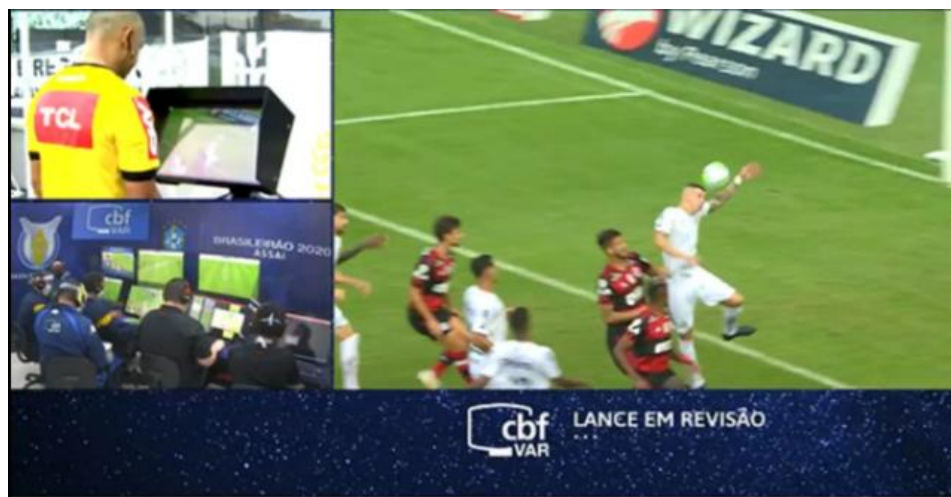 TCL
WIZARD
by Pearson
cbf
VAR
BRASILEIRÃO 2020
ASSAÍ
cbf
VAR
LANCE EM REVISÃO
...